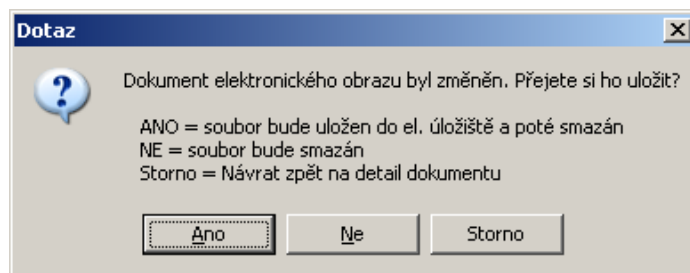 Dotaz
Dokument elektronického obrazu byl změněn. Přejete si ho uložit?
ANO = soubor bude uložen do el. úložiště a poté smazán
NE = soubor bude smazán
Storno = Návrat zpět na detail dokumentu
Ano Ne Storno